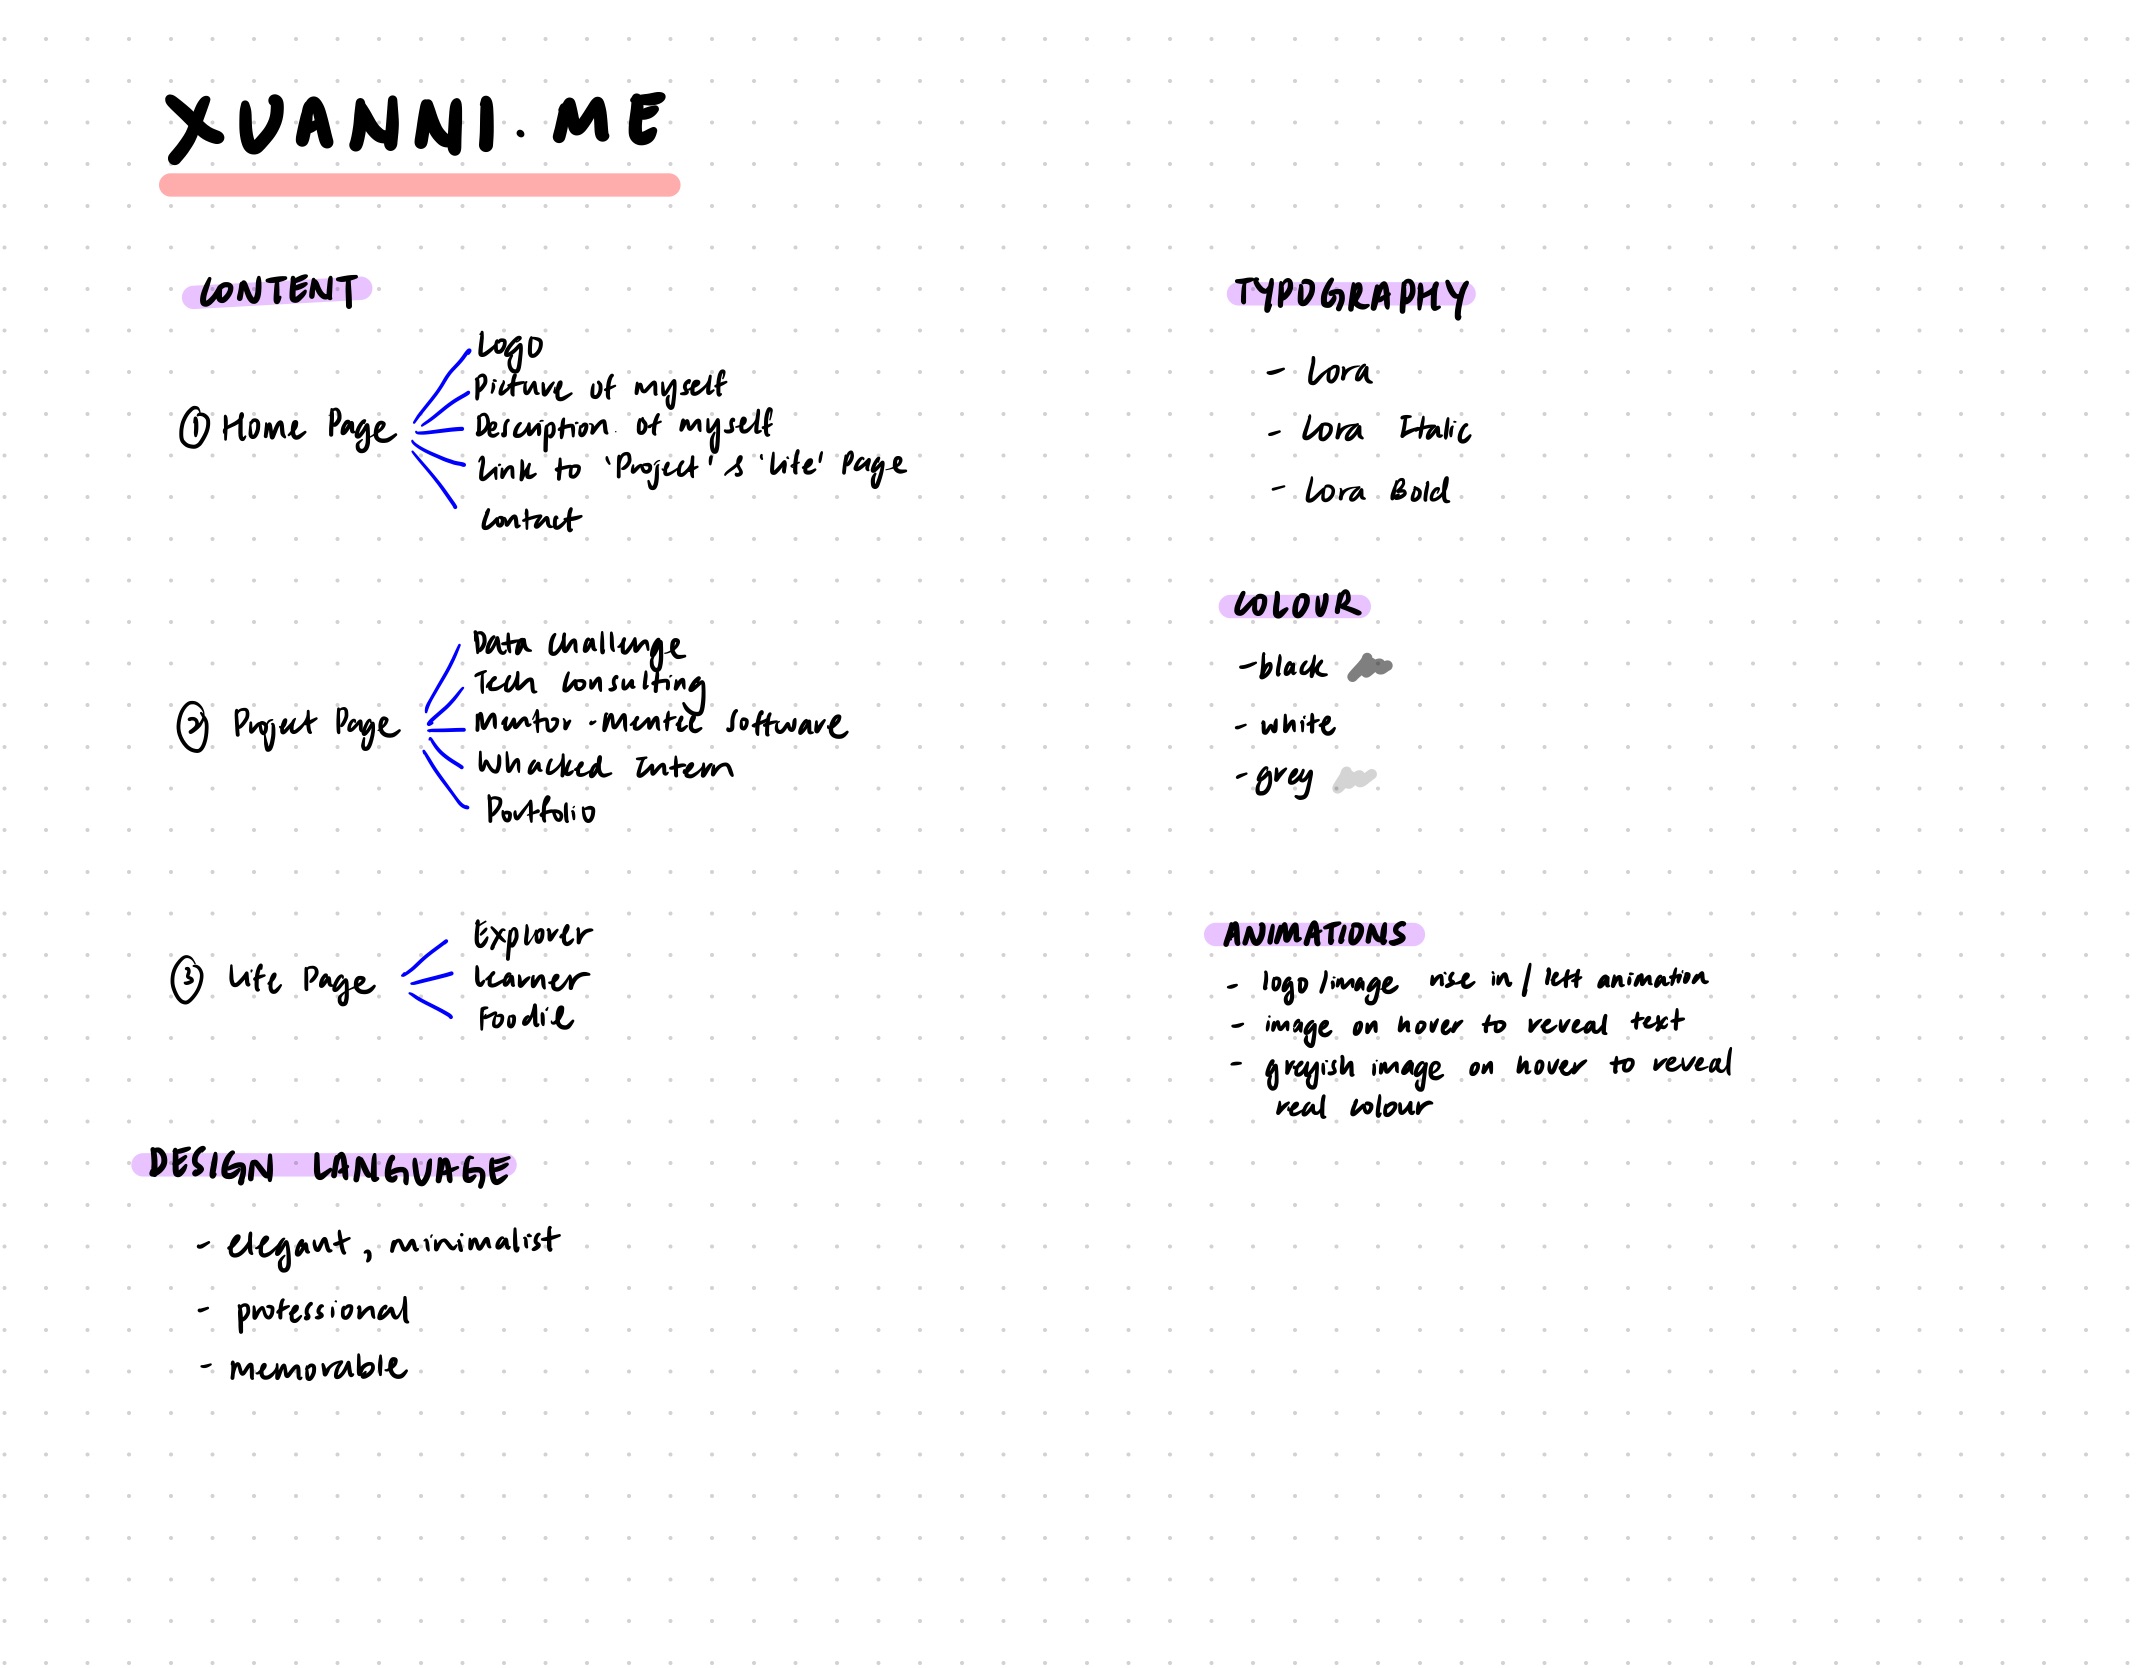 XUANNI.ME
CONTENT
① Home Page
Logo
Picture of myself
Description of myself
Link to 'Project' & 'Life' Page
Contact
② Project Page
Data Challenge
Tech Consulting
Mentor-Mentee Software
Whacked Intern
Portfolio
③ Life Page
Explorer
Learner
Foodie
DESIGN LANGUAGE
- elegant, minimalist
- professional
- memorable
TYPOGRAPHY
- Lora
- Lora Italic
- Lora Bold
COLOUR
- black
- white
- grey
ANIMATIONS
- logo/image rise in/left animation
- image on hover to reveal text
- greyish image on hover to reveal
real colour